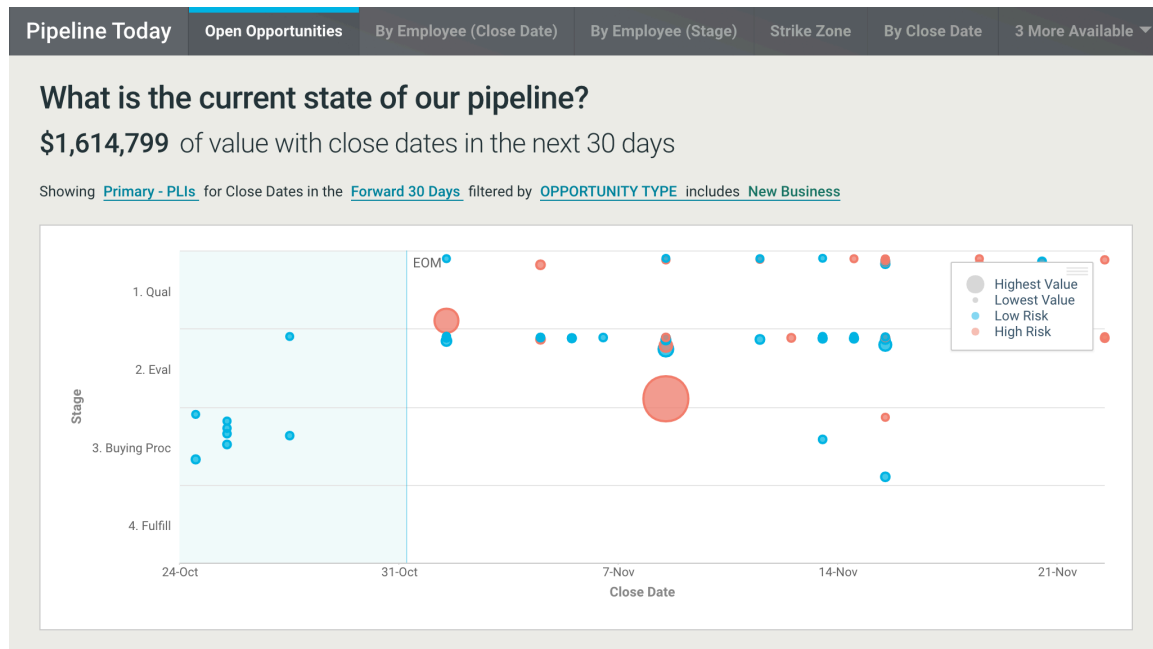 Pipeline Today Open Opportunities By Employee (Close Date) By Employee (Stage) Strike Zone By Close Date 3 More Available
What is the current state of our pipeline?
$1,614,799 of value with close dates in the next 30 days
Showing Primary - PLIs for Close Dates in the Forward 30 Days filtered by OPPORTUNITY TYPE includes New Business
EOM
Highest Value
Lowest Value
Low Risk
High Risk
Stage
1. Qual
2. Eval
3. Buying Proc
4. Fulfill
24-Oct 31-Oct 7-Nov 14-Nov 21-Nov
Close Date